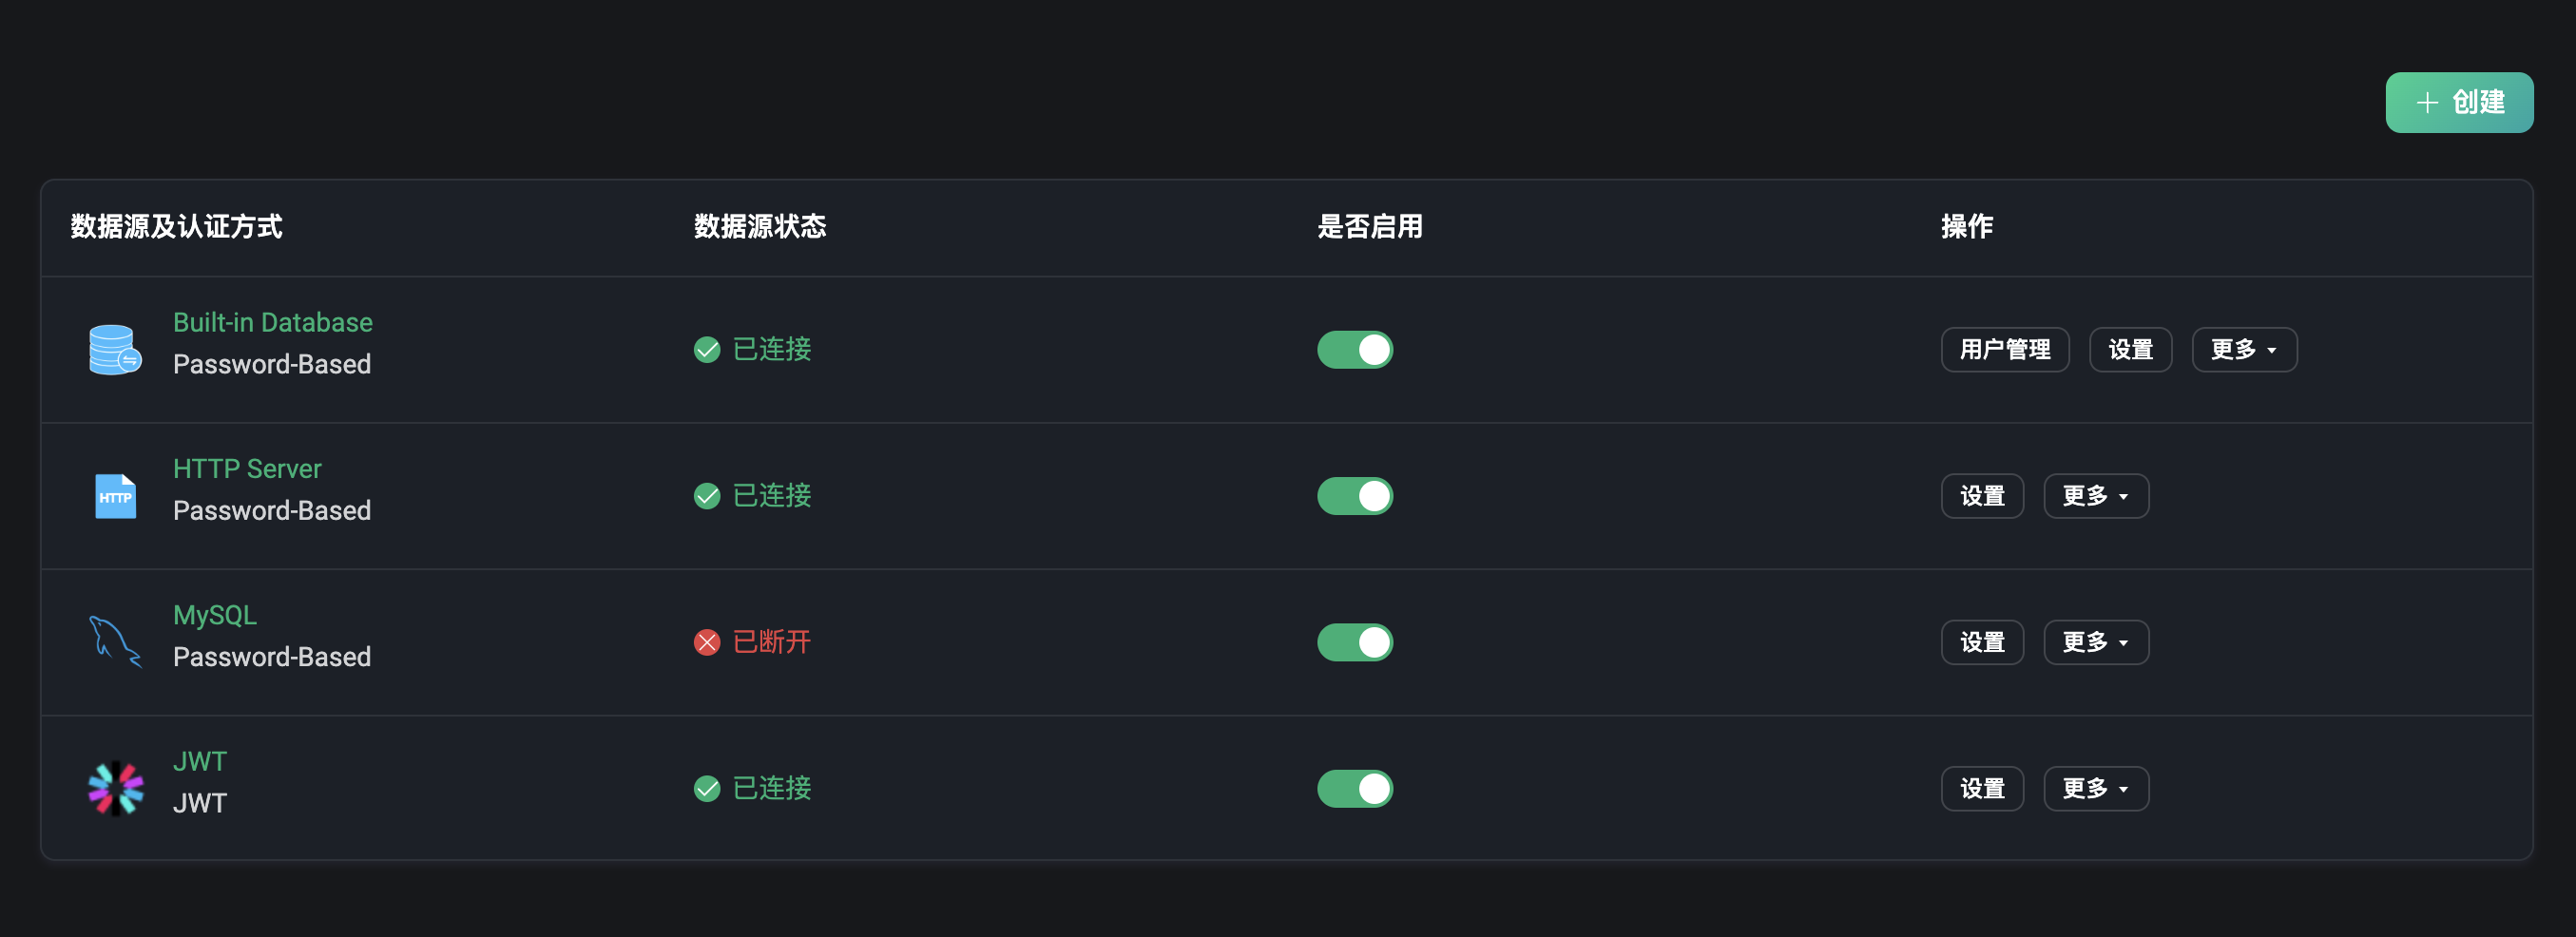 创建
数据源及认证方式 数据源状态 是否启用 操作
Built-in Database
Password-Based
已连接
用户管理 设置 更多
HTTP
HTTP Server
Password-Based
已连接
设置 更多
MySQL
Password-Based
已断开
设置 更多
JWT
JWT
已连接
设置 更多